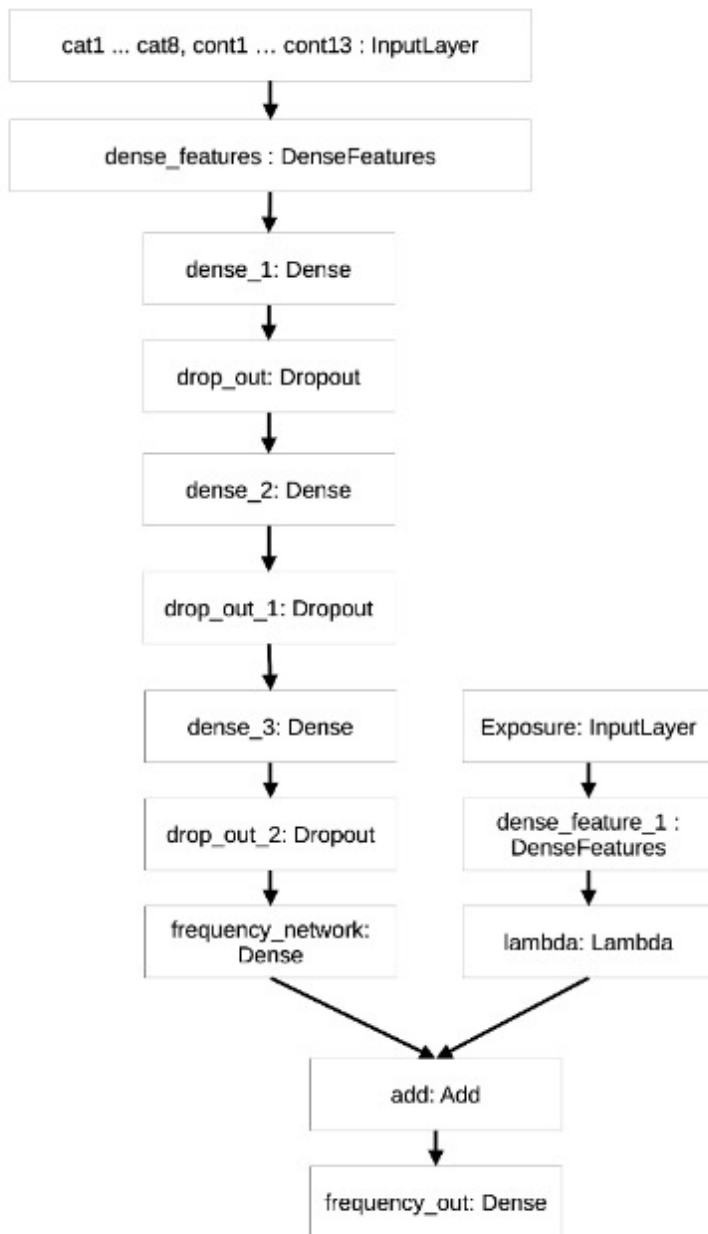 cat1 ... cat8, cont1 ... cont13 : InputLayer
dense_features : DenseFeatures
dense_1: Dense
drop_out: Dropout
dense_2: Dense
drop_out_1: Dropout
dense_3: Dense
drop_out_2: Dropout
frequency_network:
Dense
Exposure: InputLayer
dense_feature_1 :
DenseFeatures
lambda: Lambda
add: Add
frequency_out: Dense